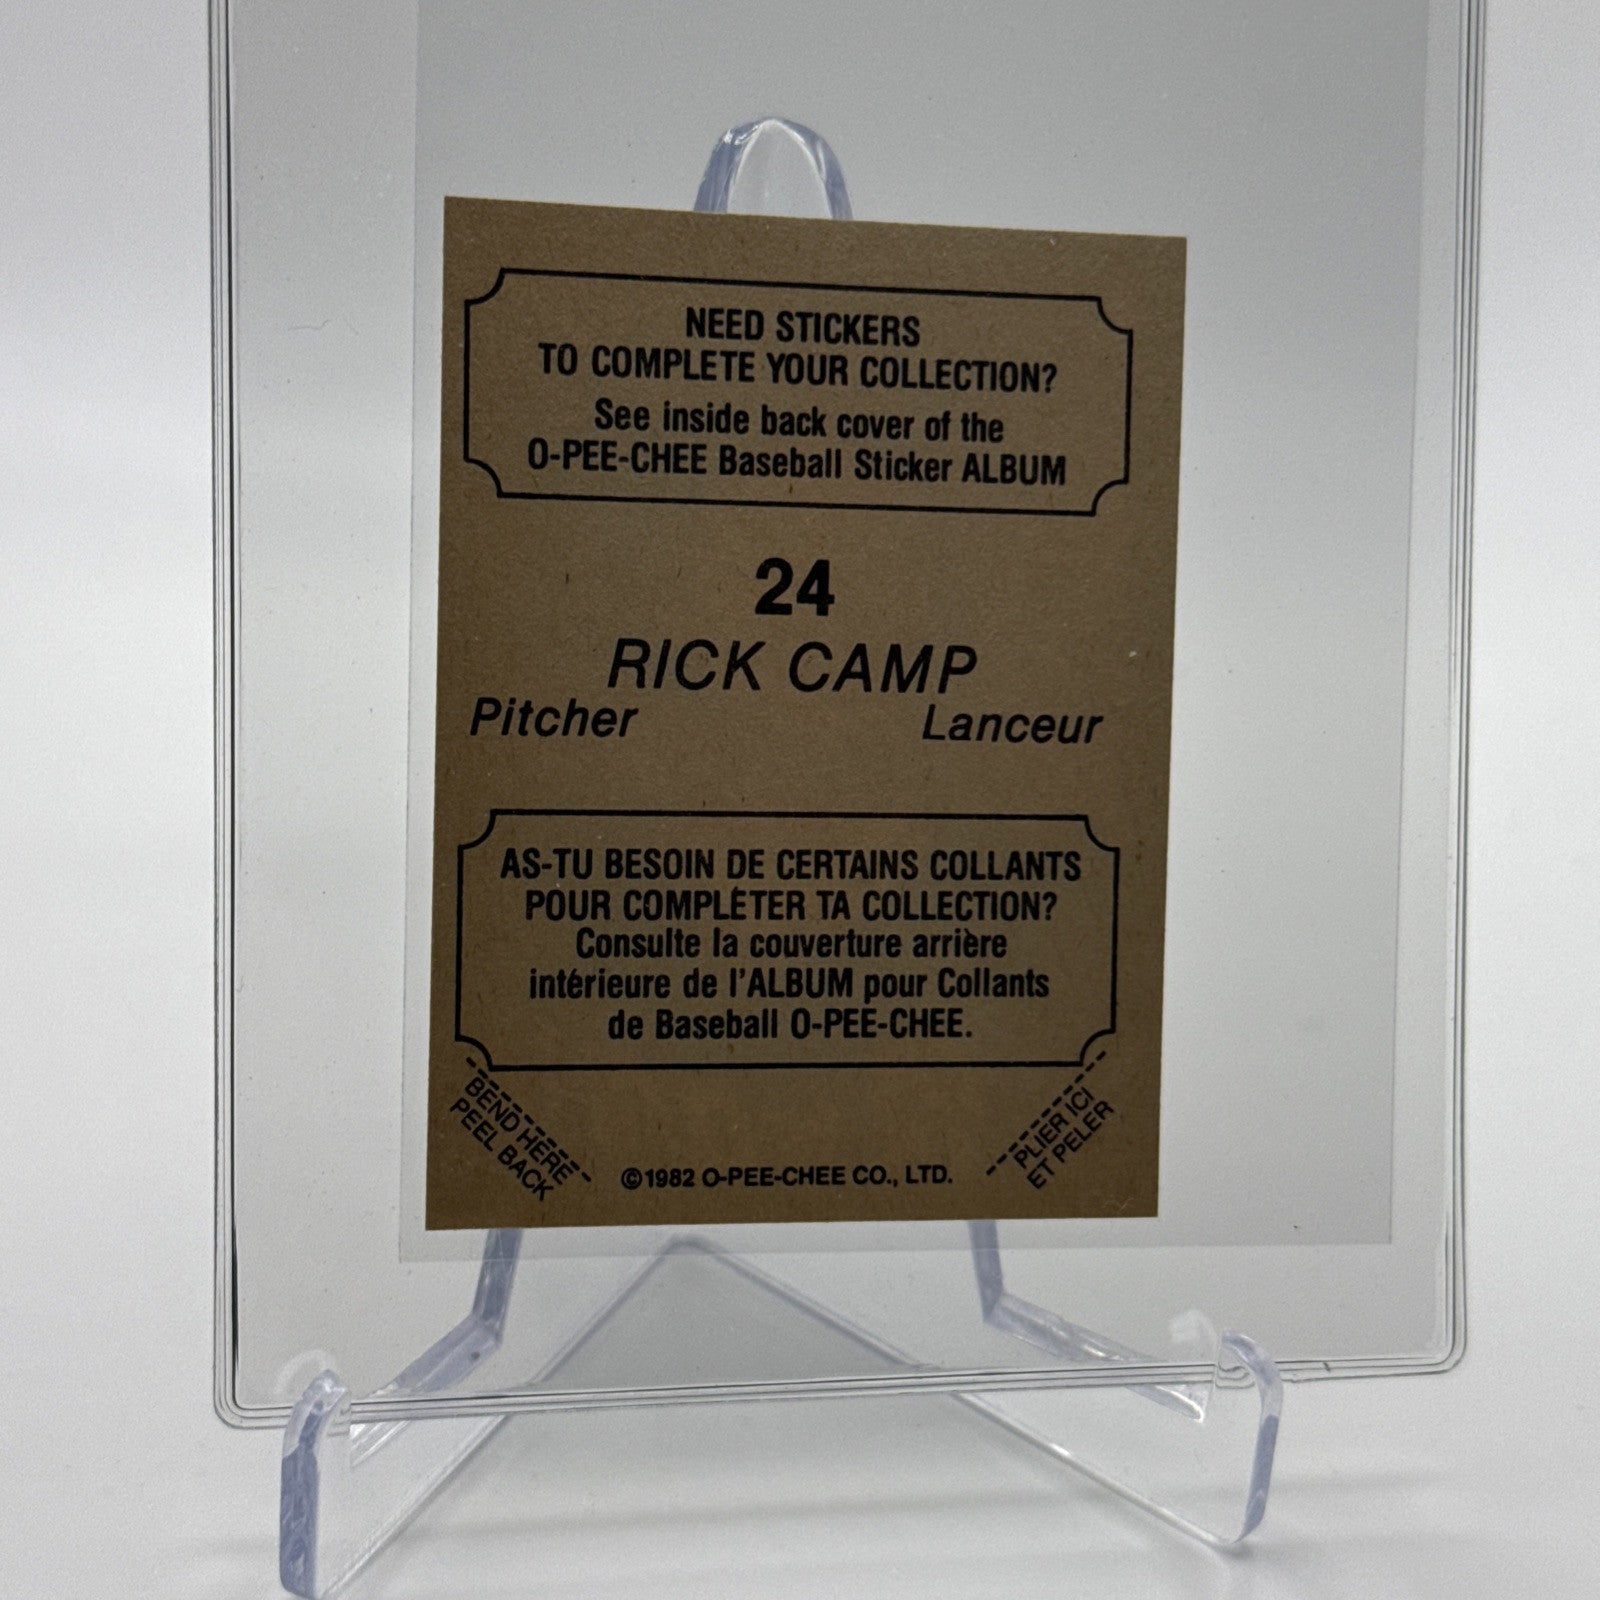 NEED STICKERS
TO COMPLETE YOUR COLLECTION?
See inside back cover of the
O-PEE-CHEE Baseball Sticker ALBUM
24
RICK CAMP
Pitcher Lanceur
AS-TU BESOIN DE CERTAINS COLLANTS
POUR COMPLÉTER TA COLLECTION?
Consulte la couverture arrière
intérieure de l'ALBUM pour Collants
de Baseball O-PEE-CHEE.
BEND HERE
PEEL BACK
©1982 O-PEE-CHEE CO., LTD.
PLIER ICI
ET PELER